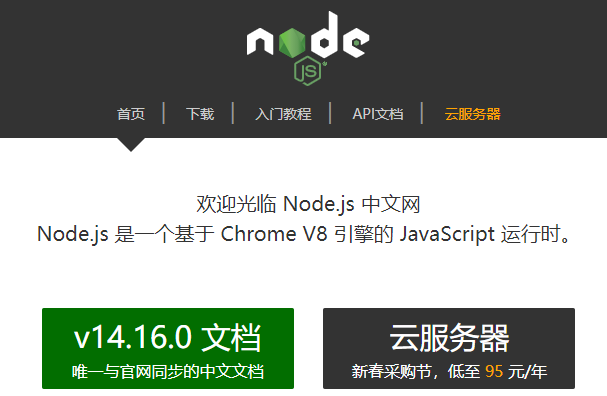 node
JS
首页 | 下载 | 入门教程 | API文档 | 云服务器
欢迎光临 Node.js 中文网
Node.js 是一个基于 Chrome V8 引擎的 JavaScript 运行时。
v14.16.0 文档
唯一与官网同步的中文文档
云服务器
新春采购节，低至 95 元/年